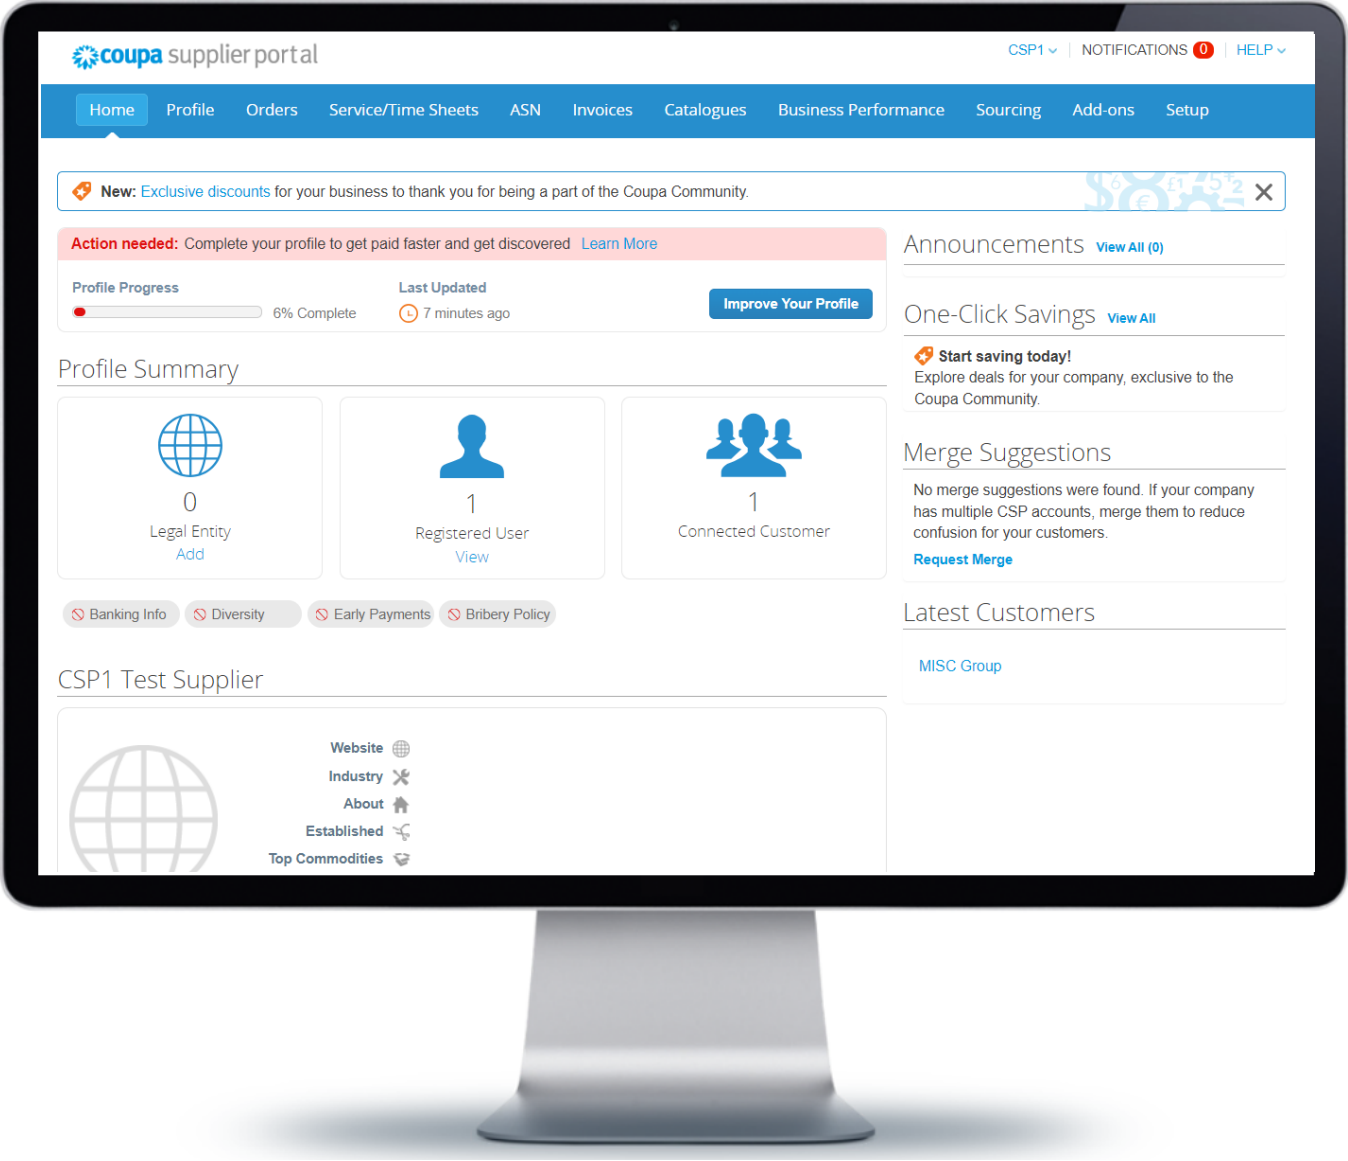 coupa supplier portal
CSP1
NOTIFICATIONS 0
HELP
Home Profile Orders Service/Time Sheets ASN Invoices Catalogues Business Performance Sourcing Add-ons Setup
New: Exclusive discounts for your business to thank you for being a part of the Coupa Community.
Action needed: Complete your profile to get paid faster and get discovered Learn More
Profile Progress
6% Complete
Last Updated
7 minutes ago
Improve Your Profile
Profile Summary
0
Legal Entity
Add
1
Registered User
View
1
Connected Customer
Banking Info
Diversity
Early Payments
Bribery Policy
CSP1 Test Supplier
Website
Industry
About
Established
Top Commodities
Announcements View All (0)
One-Click Savings View All
Start saving today!
Explore deals for your company, exclusive to the
Coupa Community.
Merge Suggestions
No merge suggestions were found. If your company
has multiple CSP accounts, merge them to reduce
confusion for your customers.
Request Merge
Latest Customers
MISC Group